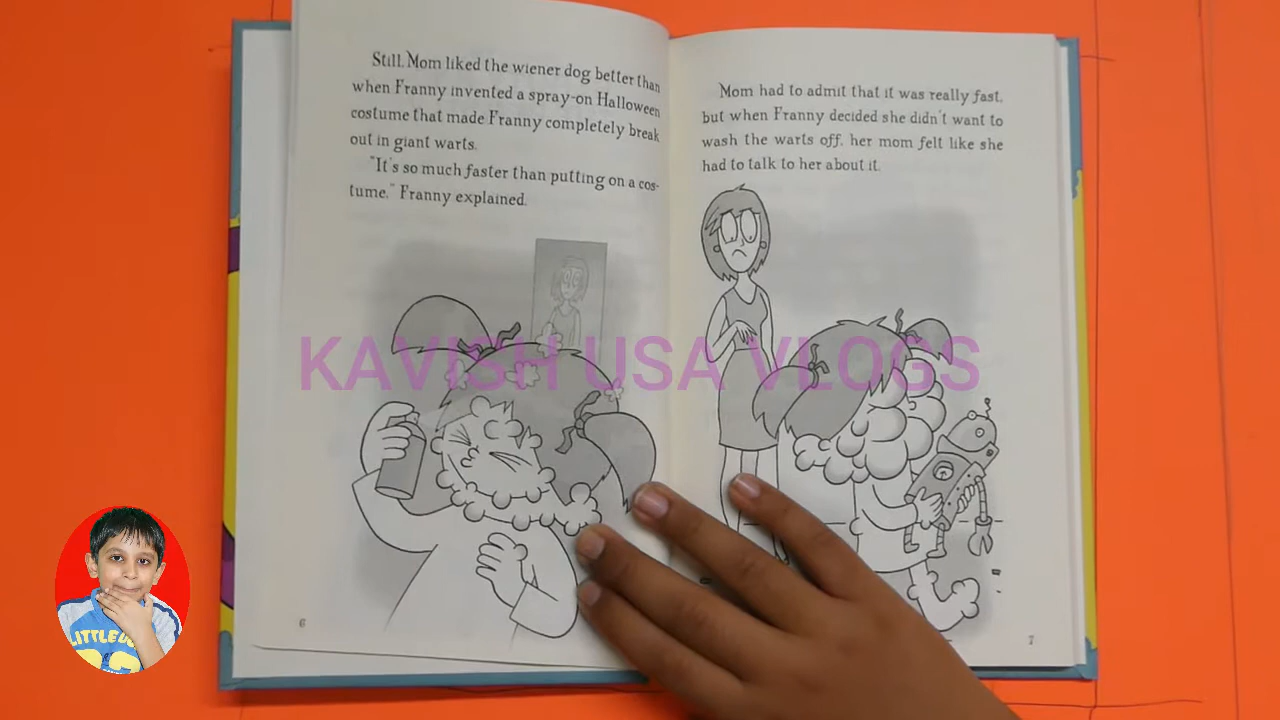 Still, Mom liked the wiener dog better than
when Franny invented a spray-on Halloween
costume that made Franny completely break
out in giant warts.
"It's so much faster than putting on a cos-
tume," Franny explained.
6
Mom had to admit that it was really fast,
but when Franny decided she didn't want to
wash the warts off, her mom felt like she
had to talk to her about it.
7
KAVISH USA VLOGS
LITTLE